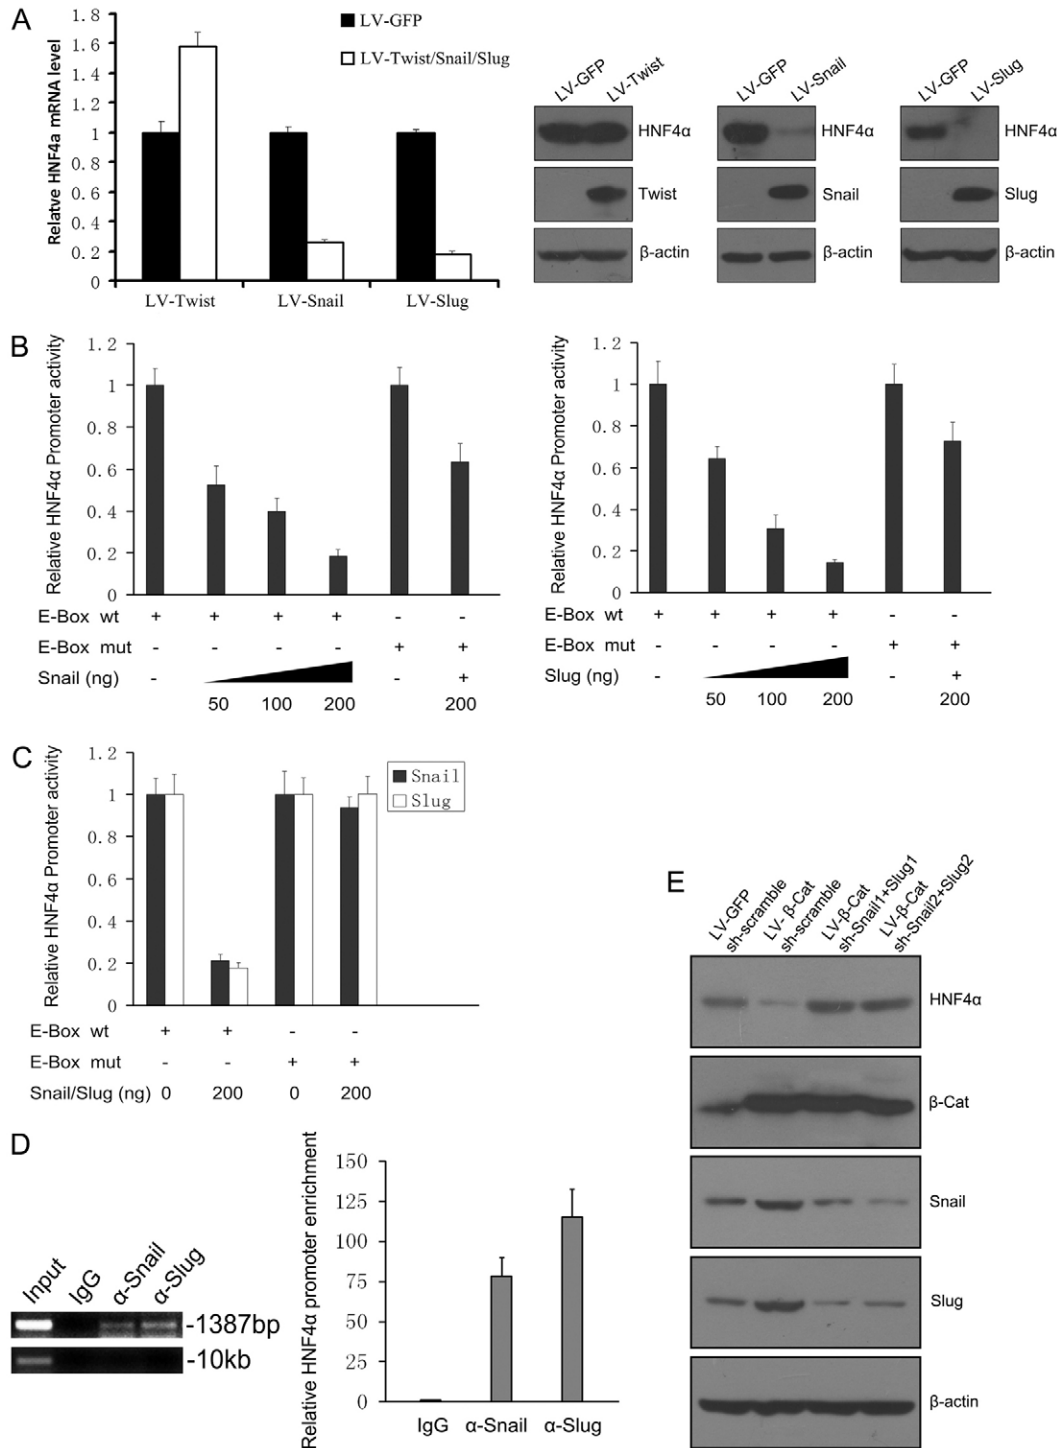 A
Relatve HNF4a mRNA level
1.8
1.6
1.4
1.2
1
0.8
0.6
0.4
0.2
0
LV-GFP
LV-Twist/Snail/Slug
LV-Twist LV-Snail LV-Slug
LV-GFP LV-Twist LV-GFP LV-Snail LV-GFP LV-Slug
HNF4α HNF4α HNF4α
Twist Snail Slug
β-actin β-actin β-actin
B
Relative HNF4α Promoter activity
1.2
1
0.8
0.6
0.4
0.2
0
E-Box wt + + + + - -
E-Box mut - - - - + +
Snail (ng) - - +
50 100 200 200
Relative HNF4α Promoter activity
1.2
1
0.8
0.6
0.4
0.2
0
E-Box wt + + + + - -
E-Box mut - - - - + +
Slug (ng) - - +
50 100 200 200
C
Relative HNF4α Promoter activity
1.2
1
0.8
0.6
0.4
0.2
0
Snail
Slug
E-Box wt + + - -
E-Box mut - - + +
Snail/Slug (ng) 0 200 0 200
D
Input IgG α-Snail α-Slug
-1387bp
-10kb
Relative HNF4α promoter enrichment
150
125
100
75
50
25
0
IgG α-Snail α-Slug
E
LV-GFP
sh-scramble
LV- β-Cat
sh-scramble
LV-β-Cat
sh-Snail1+Slug1
LV-β-Cat
sh-Snail2+Slug2
HNF4α
β-Cat
Snail
Slug
β-actin